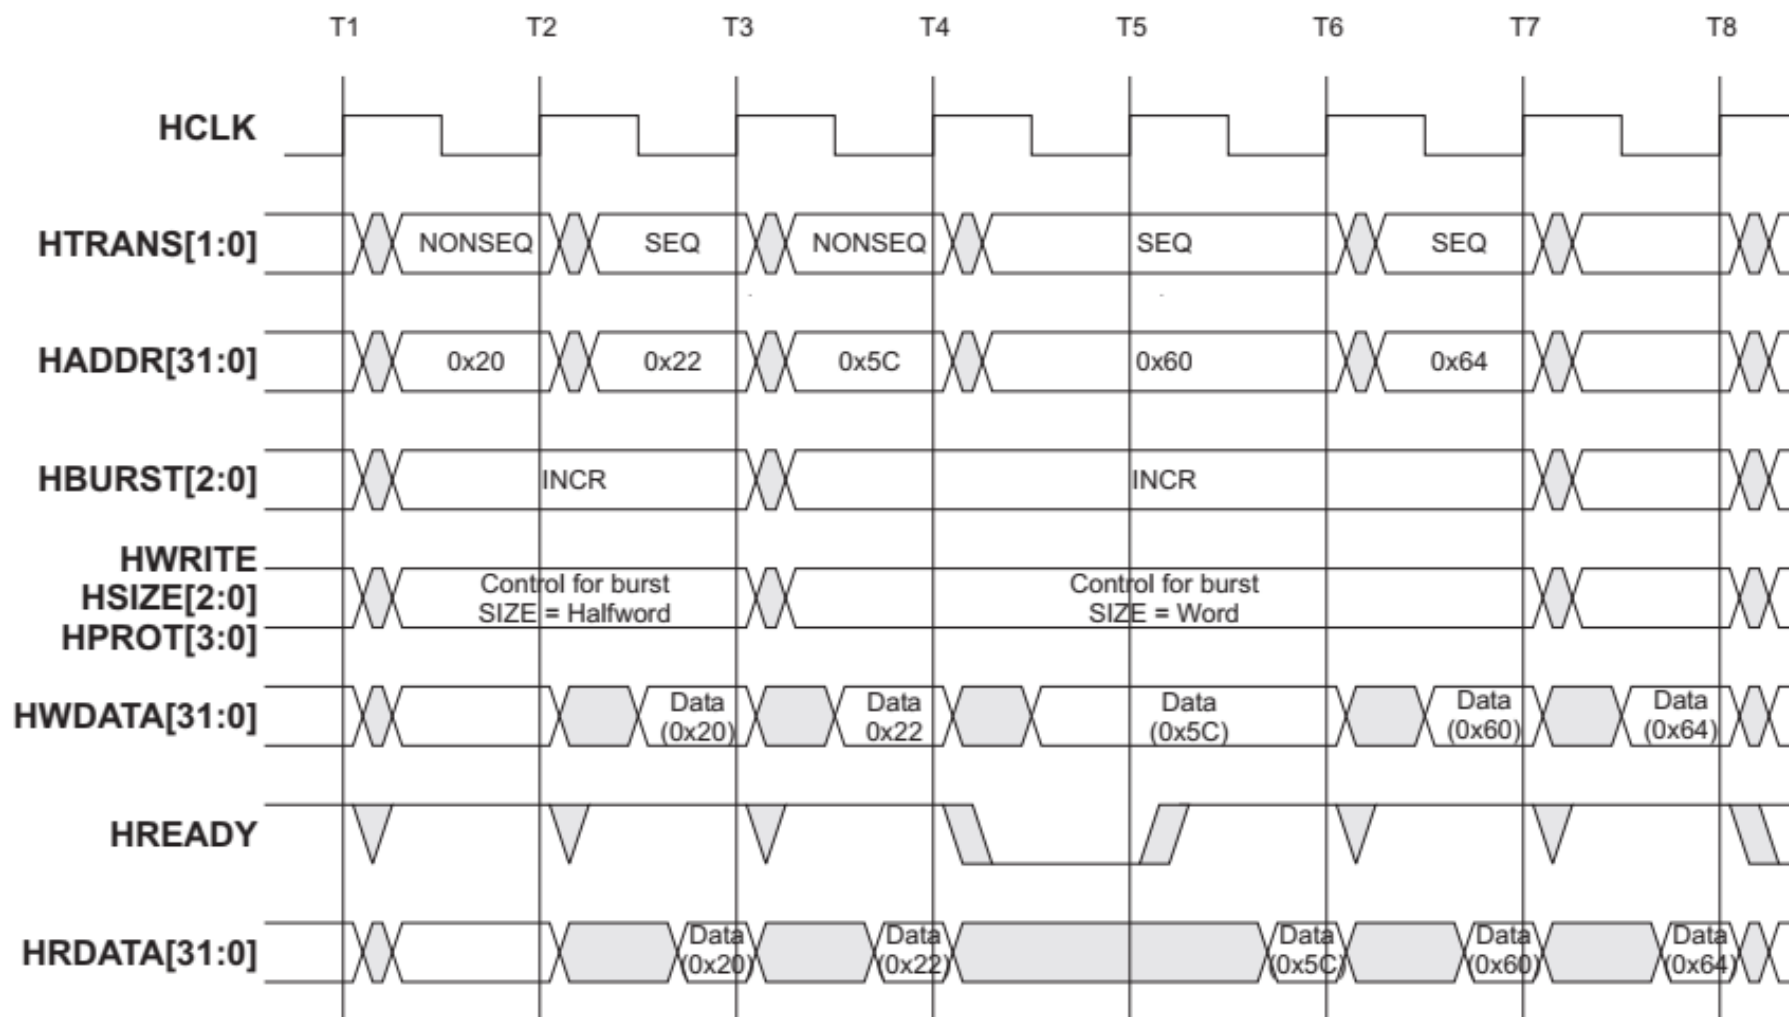 T1 T2 T3 T4 T5 T6 T7 T8
HCLK
HTRANS[1:0] NONSEQ SEQ NONSEQ SEQ SEQ
HADDR[31:0] 0x20 0x22 0x5C 0x60 0x64
HBURST[2:0] INCR INCR
HWRITE
HSIZE[2:0]
HPROT[3:0]
Control for burst
SIZE = Halfword
Control for burst
SIZE = Word
HWDATA[31:0]
Data
(0x20)
Data
0x22
Data
(0x5C)
Data
(0x60)
Data
(0x64)
HREADY
HRDATA[31:0]
Data
(0x20)
Data
(0x22)
Data
(0x5C)
Data
(0x60)
Data
(0x64)